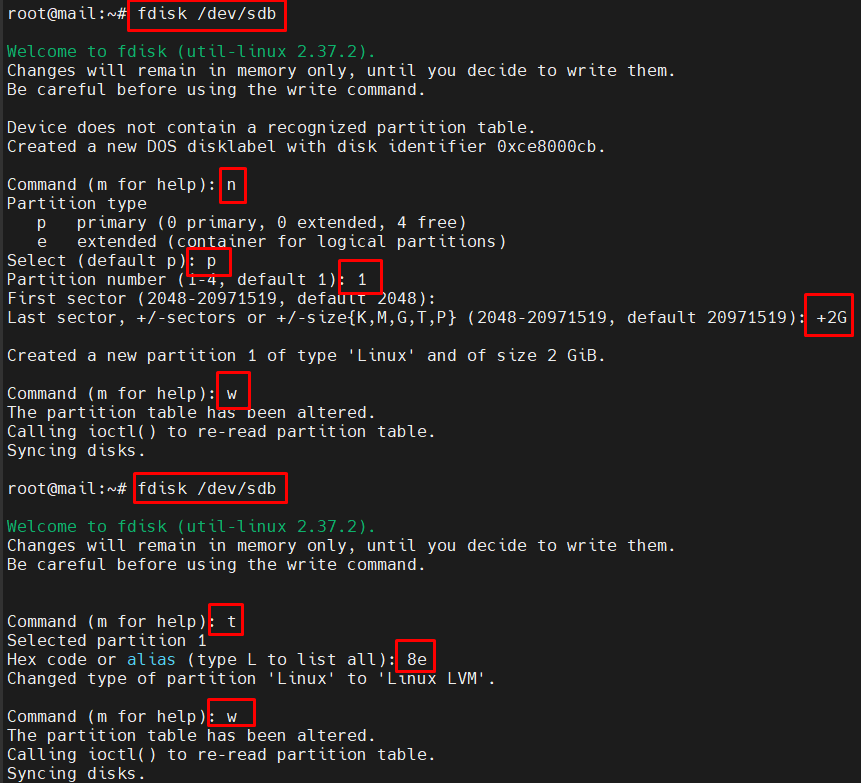 root@mail:~# fdisk /dev/sdb
Welcome to fdisk (util-linux 2.37.2).
Changes will remain in memory only, until you decide to write them.
Be careful before using the write command.
Device does not contain a recognized partition table.
Created a new DOS disklabel with disk identifier 0xce8000cb.
Command (m for help): n
Partition type
   p   primary (0 primary, 0 extended, 4 free)
   e   extended (container for logical partitions)
Select (default p): p
Partition number (1-4, default 1): 1
First sector (2048-20971519, default 2048):
Last sector, +/-sectors or +/-size{K,M,G,T,P} (2048-20971519, default 20971519): +2G
Created a new partition 1 of type 'Linux' and of size 2 GiB.
Command (m for help): w
The partition table has been altered.
Calling ioctl() to re-read partition table.
Syncing disks.
root@mail:~# fdisk /dev/sdb
Welcome to fdisk (util-linux 2.37.2).
Changes will remain in memory only, until you decide to write them.
Be careful before using the write command.
Command (m for help): t
Selected partition 1
Hex code or alias (type L to list all): 8e
Changed type of partition 'Linux' to 'Linux LVM'.
Command (m for help): w
The partition table has been altered.
Calling ioctl() to re-read partition table.
Syncing disks.